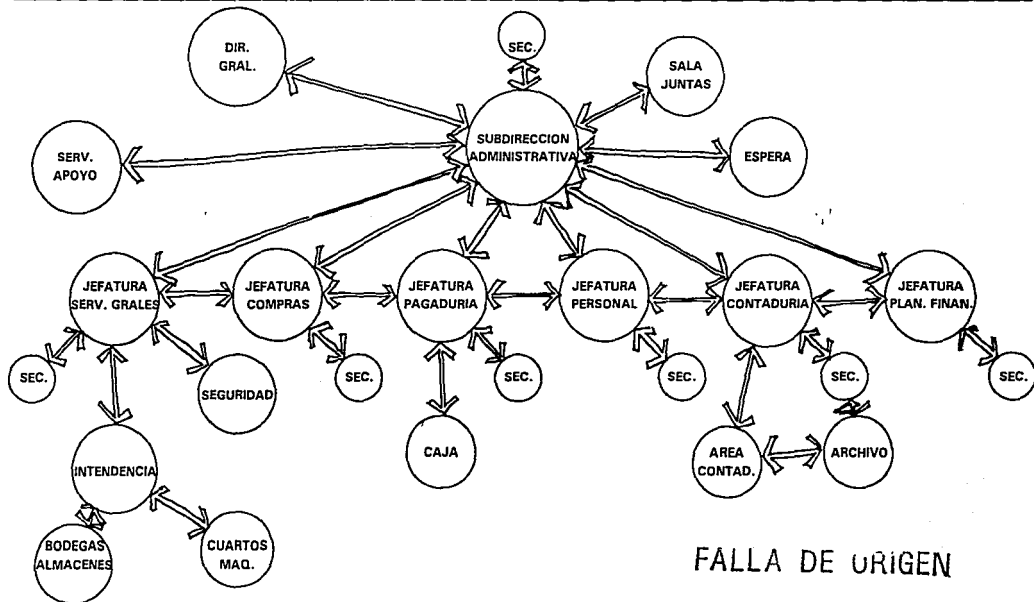 DIR.
GRAL.
SEC.
SALA
JUNTAS
SERV.
APOYO
SUBDIRECCION
ADMINISTRATIVA
ESPERA
JEFATURA
SERV. GRALES
JEFATURA
COMPRAS
JEFATURA
PAGADURIA
JEFATURA
PERSONAL
JEFATURA
CONTADURIA
JEFATURA
PLAN. FINAN.
SEC.
SEGURIDAD
SEC.
SEC.
SEC.
SEC.
SEC.
INTENDENCIA
CAJA
AREA
CONTAD.
ARCHIVO
BODEGAS
ALMACENES
CUARTOS
MAQ.
FALLA DE ORIGEN